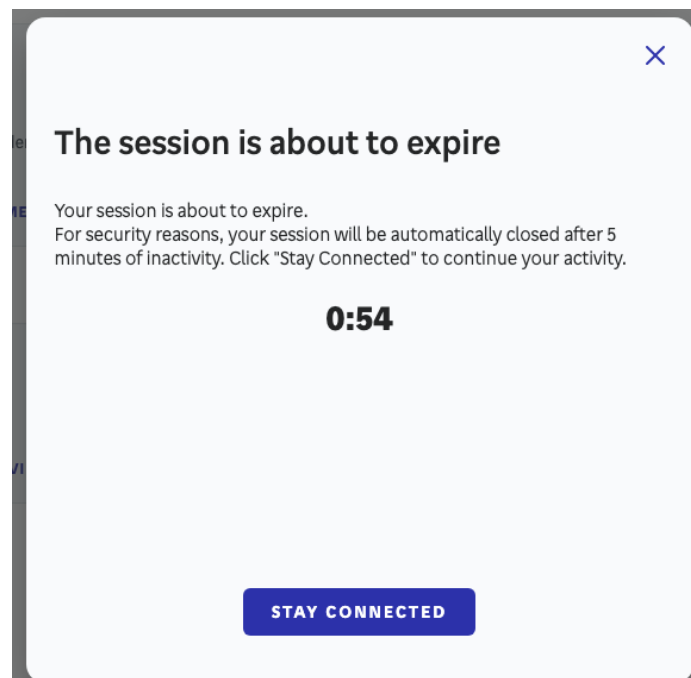 The session is about to expire
Your session is about to expire.
For security reasons, your session will be automatically closed after 5
minutes of inactivity. Click "Stay Connected" to continue your activity.
0:54
STAY CONNECTED